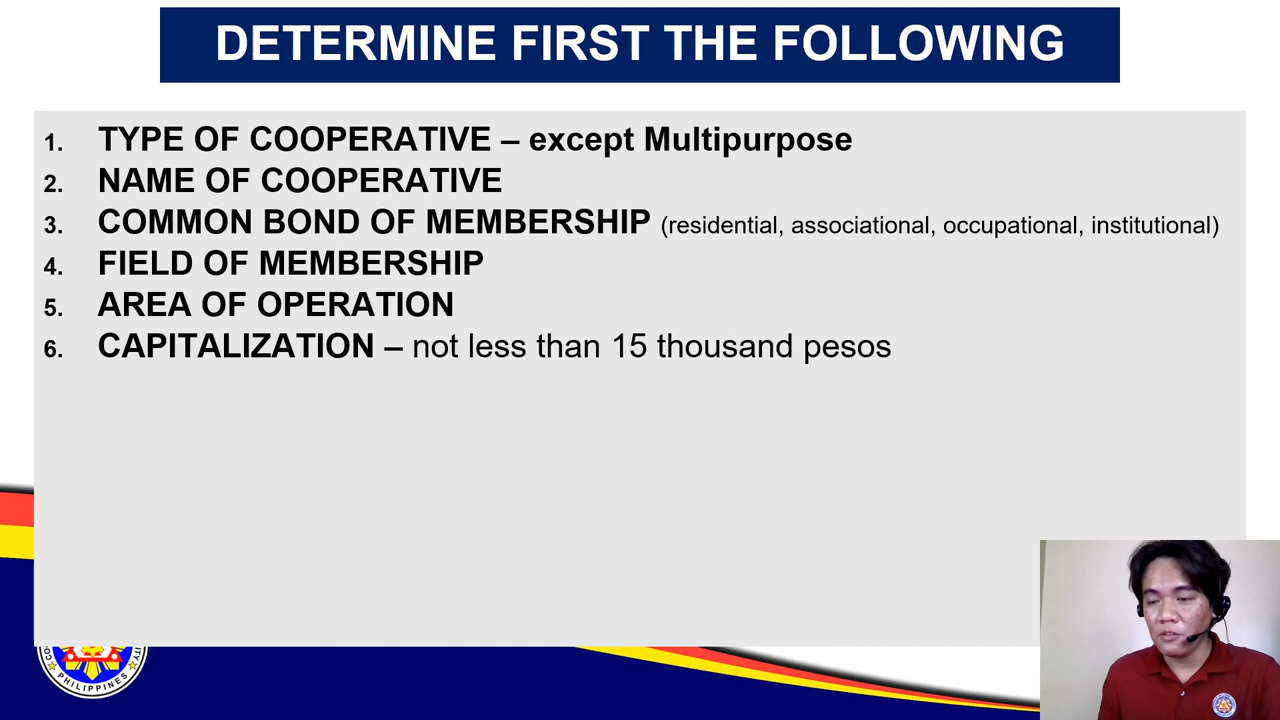 DETERMINE FIRST THE FOLLOWING
1. TYPE OF COOPERATIVE – except Multipurpose
2. NAME OF COOPERATIVE
3. COMMON BOND OF MEMBERSHIP (residential, associational, occupational, institutional)
4. FIELD OF MEMBERSHIP
5. AREA OF OPERATION
6. CAPITALIZATION – not less than 15 thousand pesos
PHILIPPINES